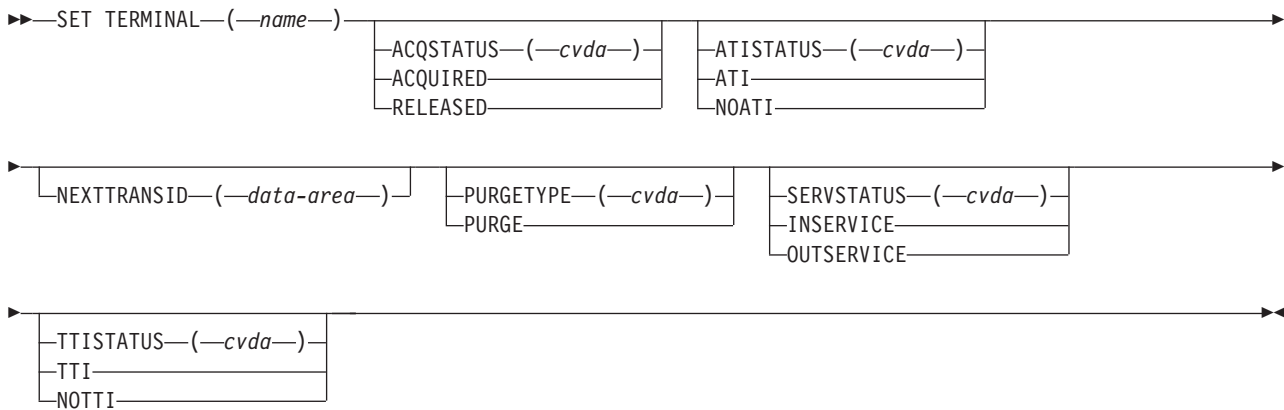 SET TERMINAL ( name )
ACQSTATUS ( cvda ) ATISTATUS ( cvda )
ACQUIRED ATI
RELEASED NOATI
NEXTTRANSID ( data-area ) PURGETYPE ( cvda ) SERVSTATUS ( cvda )
PURGE INSERVICE
OUTSERVICE
TTISTATUS ( cvda )
TTI
NOTTI